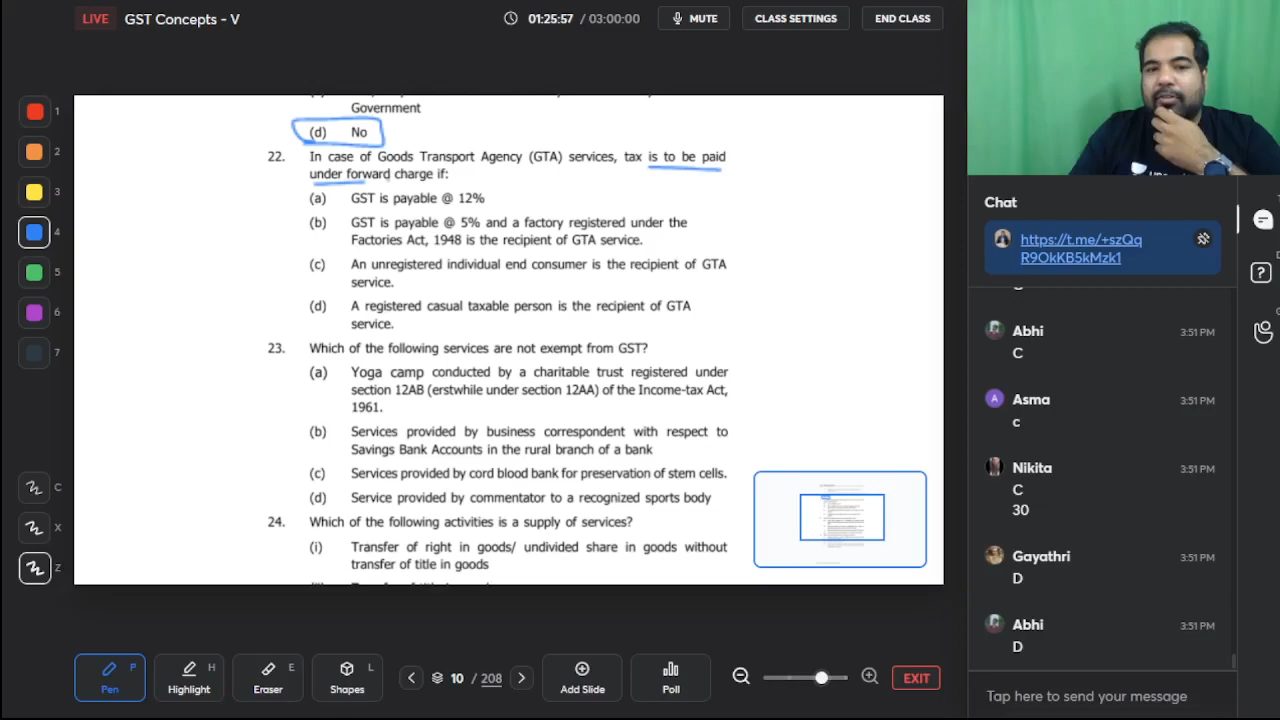 LIVE
GST Concepts - V
01:25:57 / 03:00:00
MUTE
CLASS SETTINGS
END CLASS
1
2
3
4
5
6
7
C
X
Z
Government
(d) No
22. In case of Goods Transport Agency (GTA) services, tax is to be paid
under forward charge if:
(a) GST is payable @ 12%
(b) GST is payable @ 5% and a factory registered under the
Factories Act, 1948 is the recipient of GTA service.
(c) An unregistered individual end consumer is the recipient of GTA
service.
(d) A registered casual taxable person is the recipient of GTA
service.
23. Which of the following services are not exempt from GST?
(a) Yoga camp conducted by a charitable trust registered under
section 12AB (erstwhile under section 12AA) of the Income-tax Act,
1961.
(b) Services provided by business correspondent with respect to
Savings Bank Accounts in the rural branch of a bank
(c) Services provided by cord blood bank for preservation of stem cells.
(d) Service provided by commentator to a recognized sports body
24. Which of the following activities is a supply of services?
(i) Transfer of right in goods/ undivided share in goods without
transfer of title in goods
Chat
https://t.me/+szQq
R9OkKB5kMzk1
Abhi 3:51 PM
C
A Asma 3:51 PM
c
Nikita 3:51 PM
C
30
Gayathri 3:51 PM
D
Abhi 3:51 PM
D
Tap here to send your message
P
Pen
H
Highlight
E
Eraser
L
Shapes
10 / 208
Add Slide
Poll
EXIT